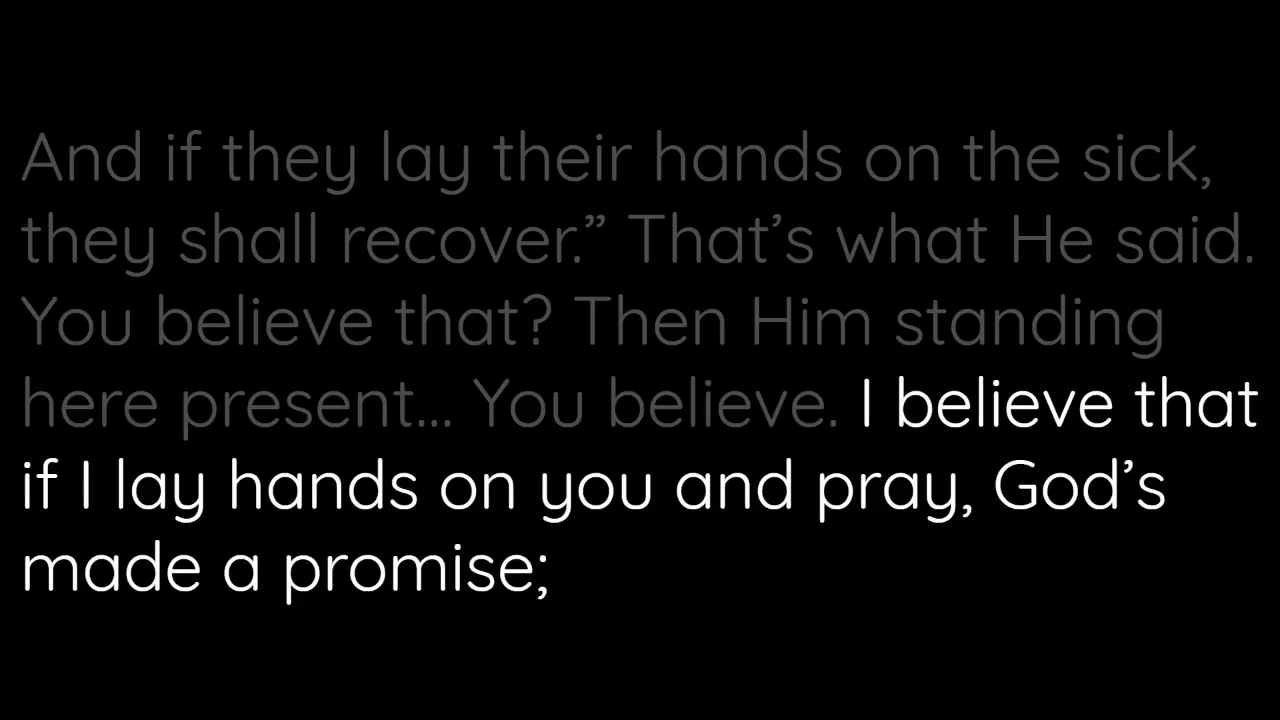 And if they lay their hands on the sick,
they shall recover.” That’s what He said.
You believe that? Then Him standing
here present... You believe. I believe that
if I lay hands on you and pray, God’s
made a promise;